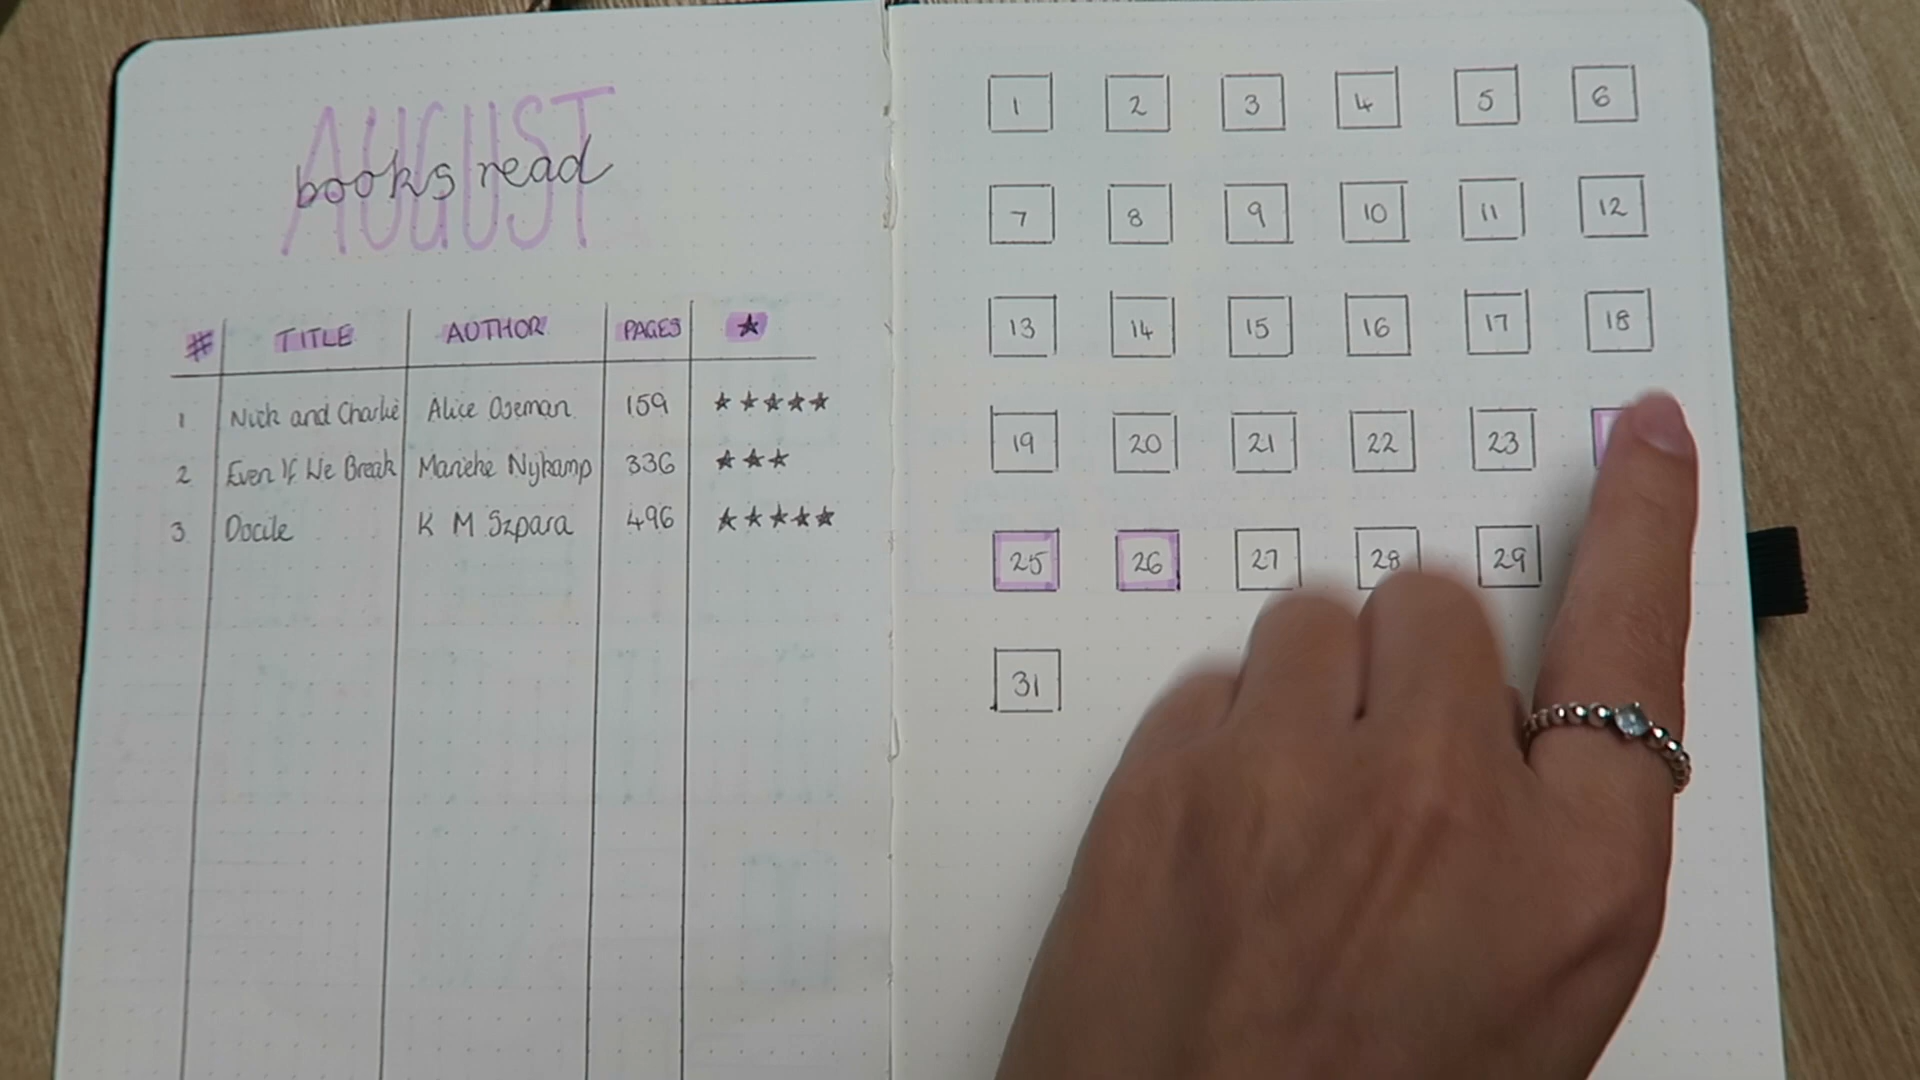 AUGUST
books read
# TITLE AUTHOR PAGES ★
1 Nick and Charlie Alice Oseman 159 ★★★★★
2 Even If We Break Marieke Nijkamp 336 ★★★
3 Docile K M Szpara 496 ★★★★★
1 2 3 4 5 6
7 8 9 10 11 12
13 14 15 16 17 18
19 20 21 22 23
25 26 27 28 29
31